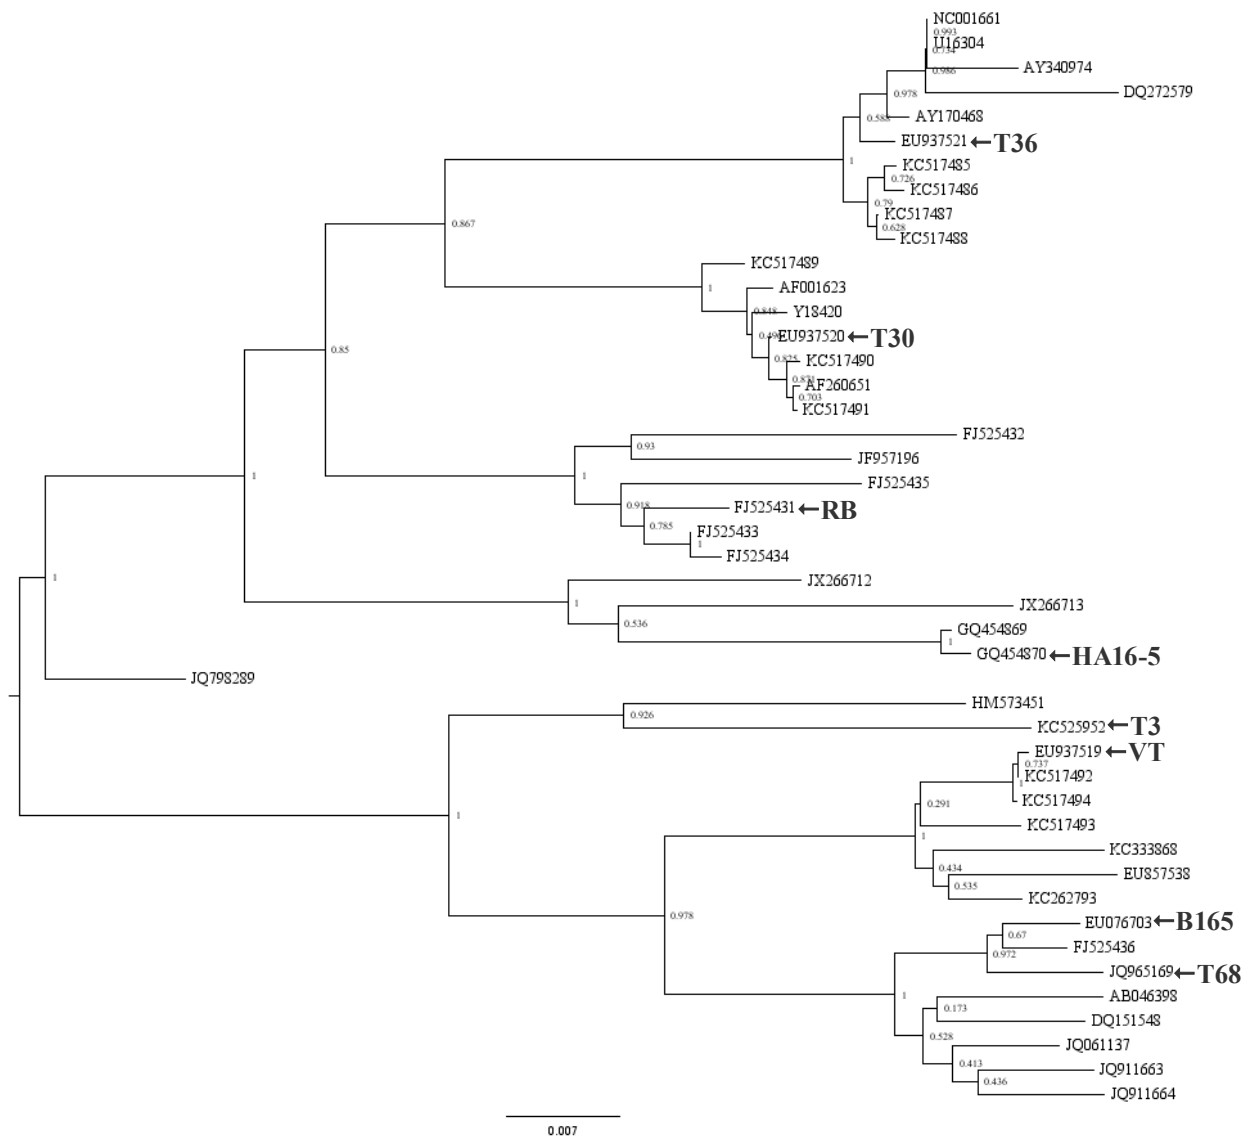 NC001661
0.993
U16304
0.734
AY340974
0.986
DQ272579
0.978
AY170468
0.588
EU937521 ←T36
1
KC517485
0.726
KC517486
0.79
KC517487
0.628
KC517488
0.867
KC517489
1
AF001623
0.848
Y18420
EU937520 ←T30
0.825
KC517490
AF260651
0.703
KC517491
0.85
FJ525432
0.93
JF957196
1
FJ525435
0.918
FJ525431 ←RB
0.785
FJ525433
1
FJ525434
1
JX266712
1
JX266713
0.536
GQ454869
1
GQ454870 ←HA16-5
1
JQ798289
HM573451
0.926
KC525952 ←T3
EU937519 ←VT
0.737
KC517492
1
KC517494
0.291
KC517493
1
KC333868
0.434
EU857538
0.535
KC262793
1
0.978
EU076703 ←B165
0.67
FJ525436
0.972
JQ965169 ←T68
1
AB046398
0.173
DQ151548
0.528
JQ061137
0.413
JQ911663
0.436
JQ911664
0.007